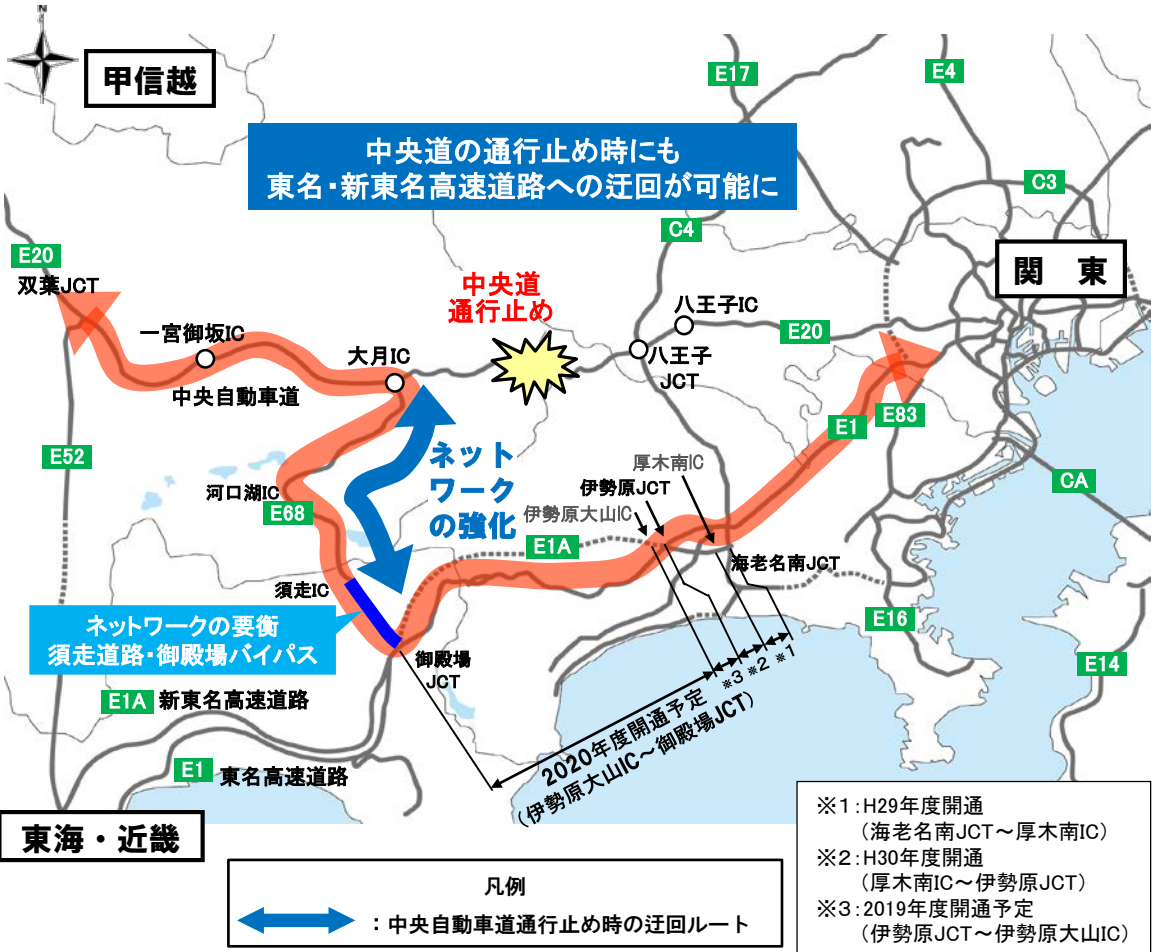 N
甲信越
E17
E4
中央道の通行止め時にも
東名・新東名高速道路への迂回が可能に
C3
C4
E20
双葉JCT
関　東
中央道
通行止め
八王子IC
一宮御坂IC
E20
大月IC
八王子
JCT
中央自動車道
E83
E1
E52
ネット
ワーク
の強化
厚木南IC
伊勢原JCT
伊勢原大山IC
CA
河口湖IC
E68
E1A
海老名南JCT
須走IC
ネットワークの要衝
須走道路・御殿場バイパス
E16
御殿場
JCT
E14
※3
※2
※1
E1A 新東名高速道路
2020年度開通予定
(伊勢原大山IC～御殿場JCT)
E1 東名高速道路
東海・近畿
※1:H29年度開通
(海老名南JCT～厚木南IC)
※2:H30年度開通
(厚木南IC～伊勢原JCT)
※3:2019年度開通予定
(伊勢原JCT～伊勢原大山IC)
凡例
：中央自動車道通行止め時の迂回ルート